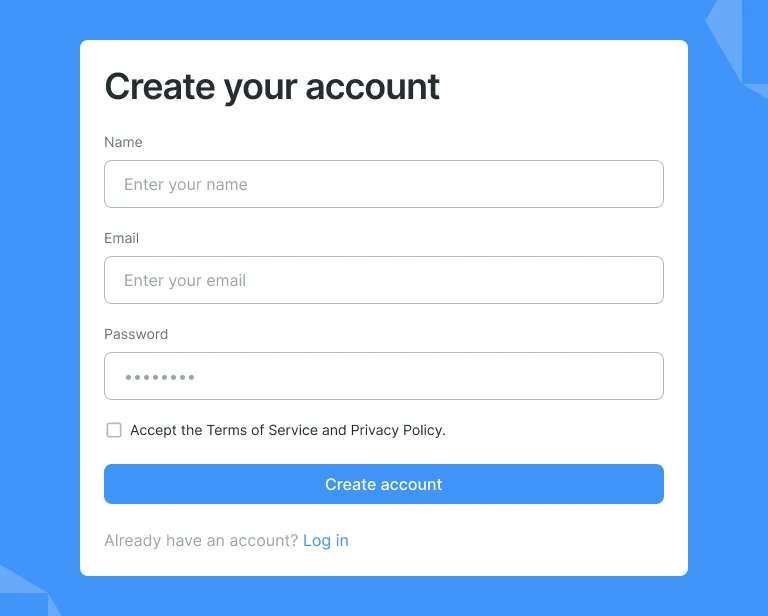 Create your account
Name
Enter your name
Email
Enter your email
Password
••••••••
Accept the Terms of Service and Privacy Policy.
Create account
Already have an account? Log in